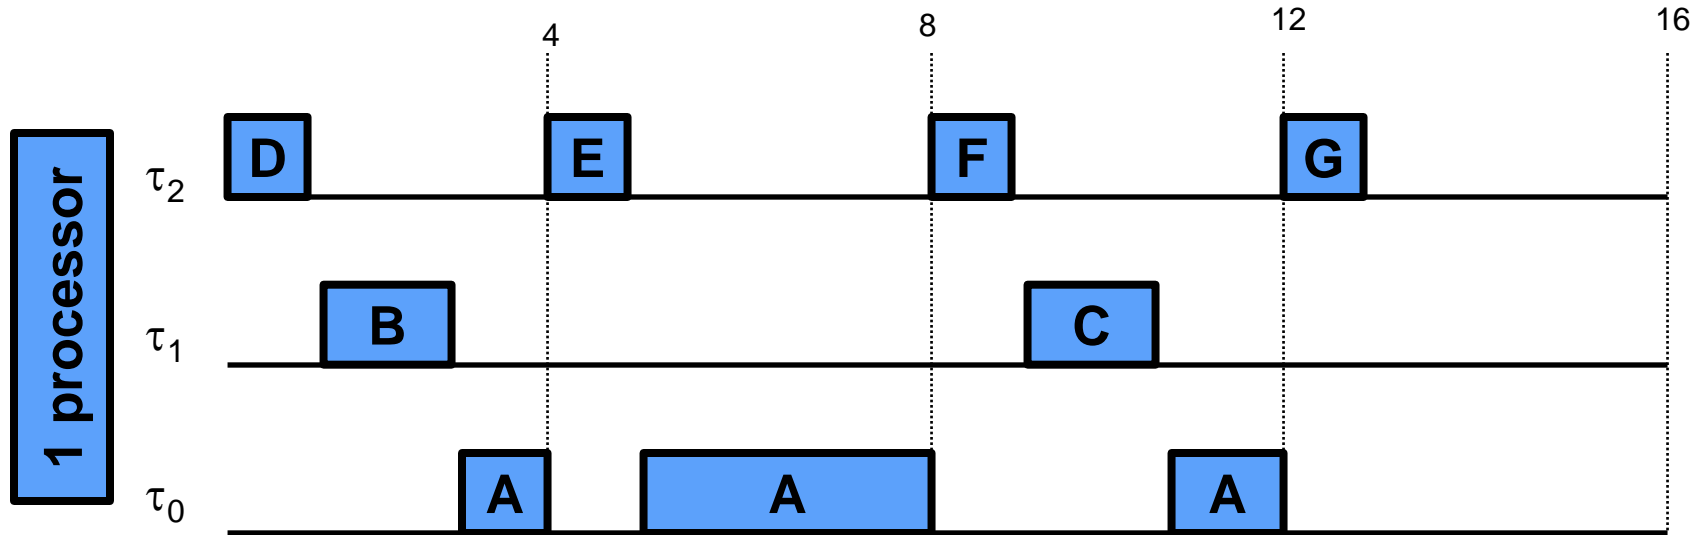 4 8 12 16
1 processor
τ2 D E F G
τ1 B C
τ0 A A A